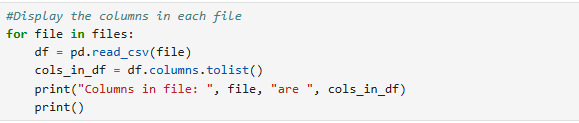 #Display the columns in each file
for file in files:
    df = pd.read_csv(file)
    cols_in_df = df.columns.tolist()
    print("Columns in file: ", file, "are ", cols_in_df)
    print()